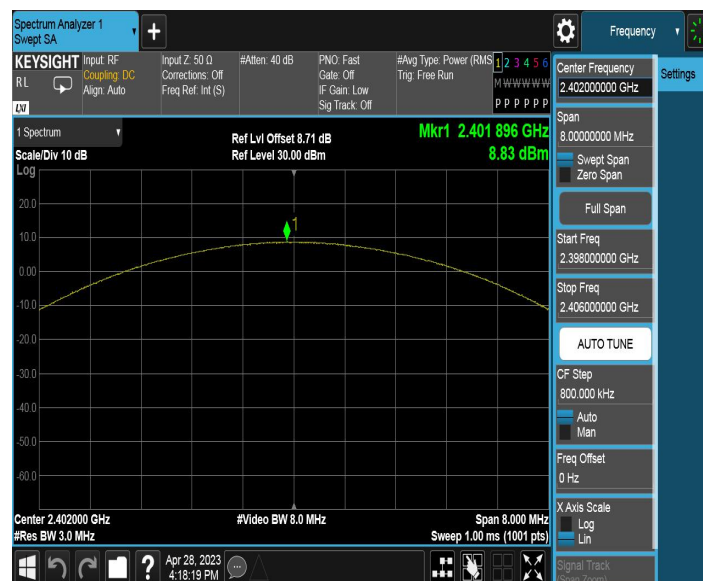 Spectrum Analyzer 1
Swept SA
Frequency
KEYSIGHT
RL
LXI
Input: RF
Coupling: DC
Align: Auto
Input Z: 50 Ω
Corrections: Off
Freq Ref: Int (S)
#Atten: 40 dB
PNO: Fast
Gate: Off
IF Gain: Low
Sig Track: Off
#Avg Type: Power (RMS
Trig: Free Run
1 2 3 4 5 6
M W W W W W
P P P P P P
1 Spectrum
Scale/Div 10 dB
Log
Ref Lvl Offset 8.71 dB
Ref Level 30.00 dBm
Mkr1 2.401 896 GHz
8.83 dBm
1
20.0
10.0
0.00
-10.0
-20.0
-30.0
-40.0
-50.0
-60.0
Center 2.402000 GHz
#Res BW 3.0 MHz
#Video BW 8.0 MHz
Span 8.000 MHz
Sweep 1.00 ms (1001 pts)
?
Apr 28, 2023
4:18:19 PM
Center Frequency
2.402000000 GHz
Span
8.00000000 MHz
Swept Span
Zero Span
Full Span
Start Freq
2.398000000 GHz
Stop Freq
2.406000000 GHz
AUTO TUNE
CF Step
800.000 kHz
Auto
Man
Freq Offset
0 Hz
X Axis Scale
Log
Lin
Signal Track
(Span Zoom)
Settings